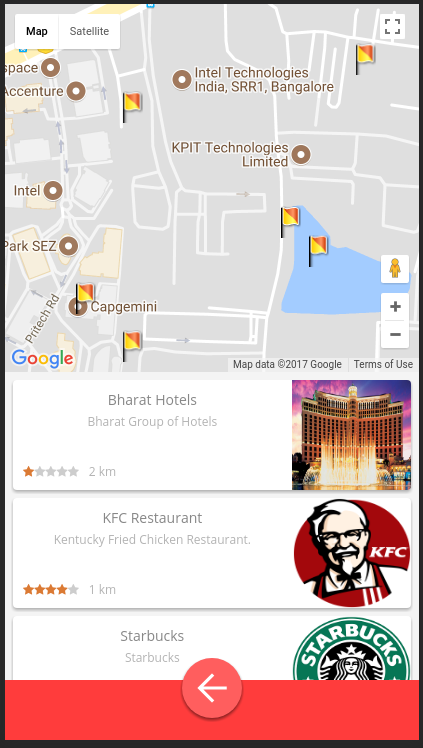 Map Satellite
space
Accenture
Intel Technologies
India, SRR1, Bangalore
KPIT Technologies
Limited
Intel
Park SEZ
Capgemini
Pritech Rd
Google
Map data ©2017 Google Terms of Use
Bharat Hotels
Bharat Group of Hotels
2 km
KFC Restaurant
Kentucky Fried Chicken Restaurant.
1 km
KFC
Starbucks
Starbucks
STARBUCKS